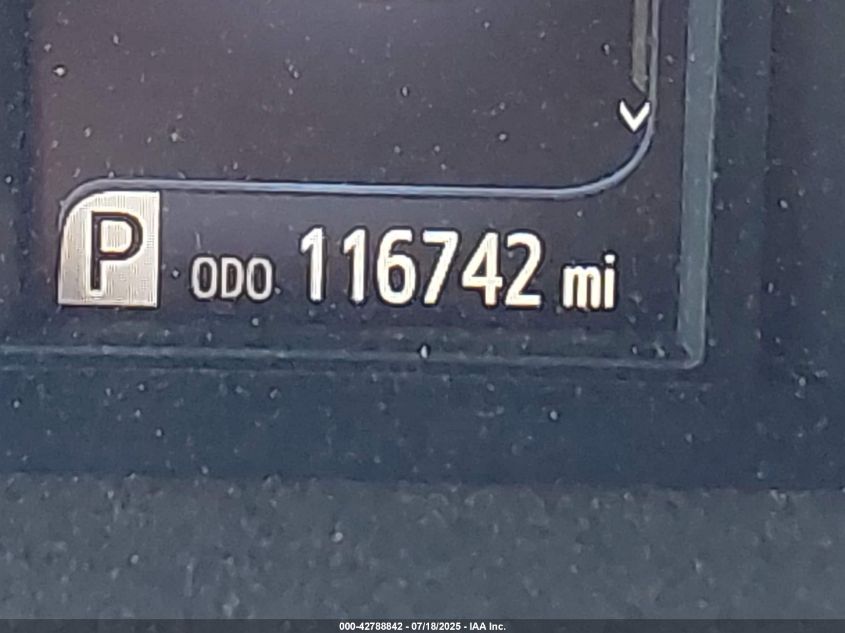 P ODO 116742 mi
000-42788842 - 07/18/2025 - IAA Inc.